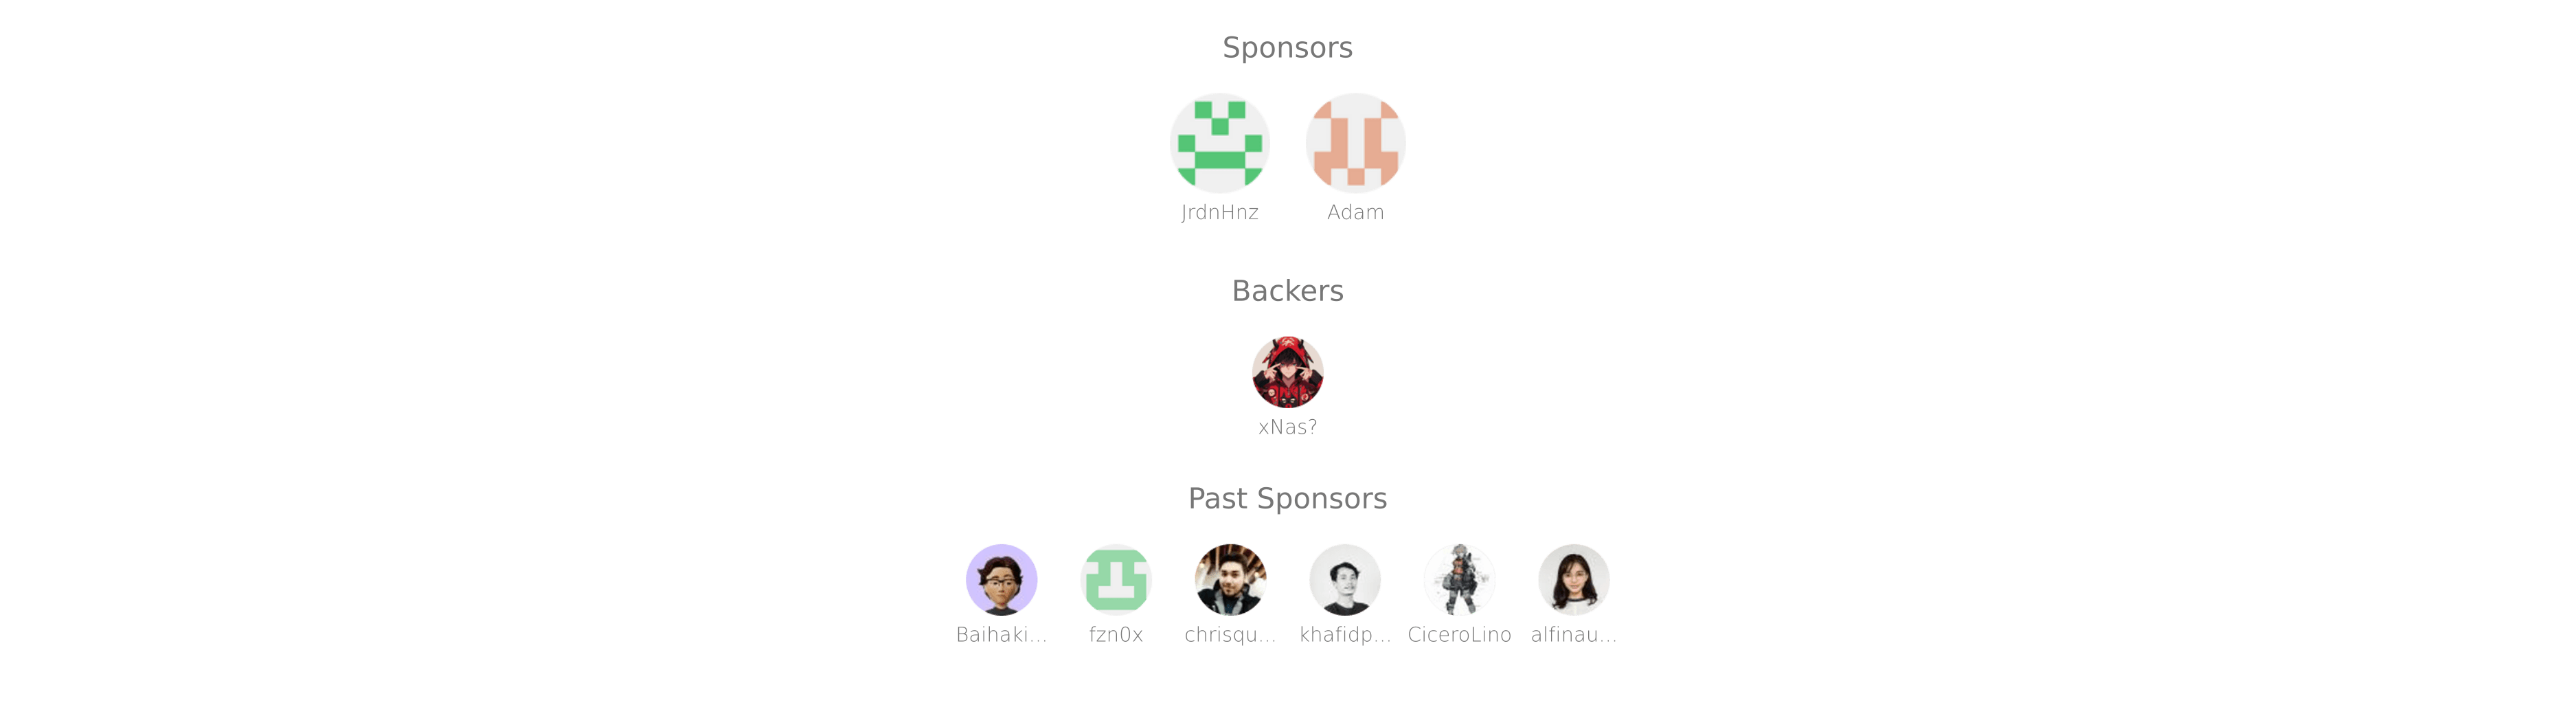 Sponsors
JrdnHnz Adam
Backers
xNas?
Past Sponsors
Baihaki... fzn0x chrisqu... khafidp... CiceroLino alfinau...